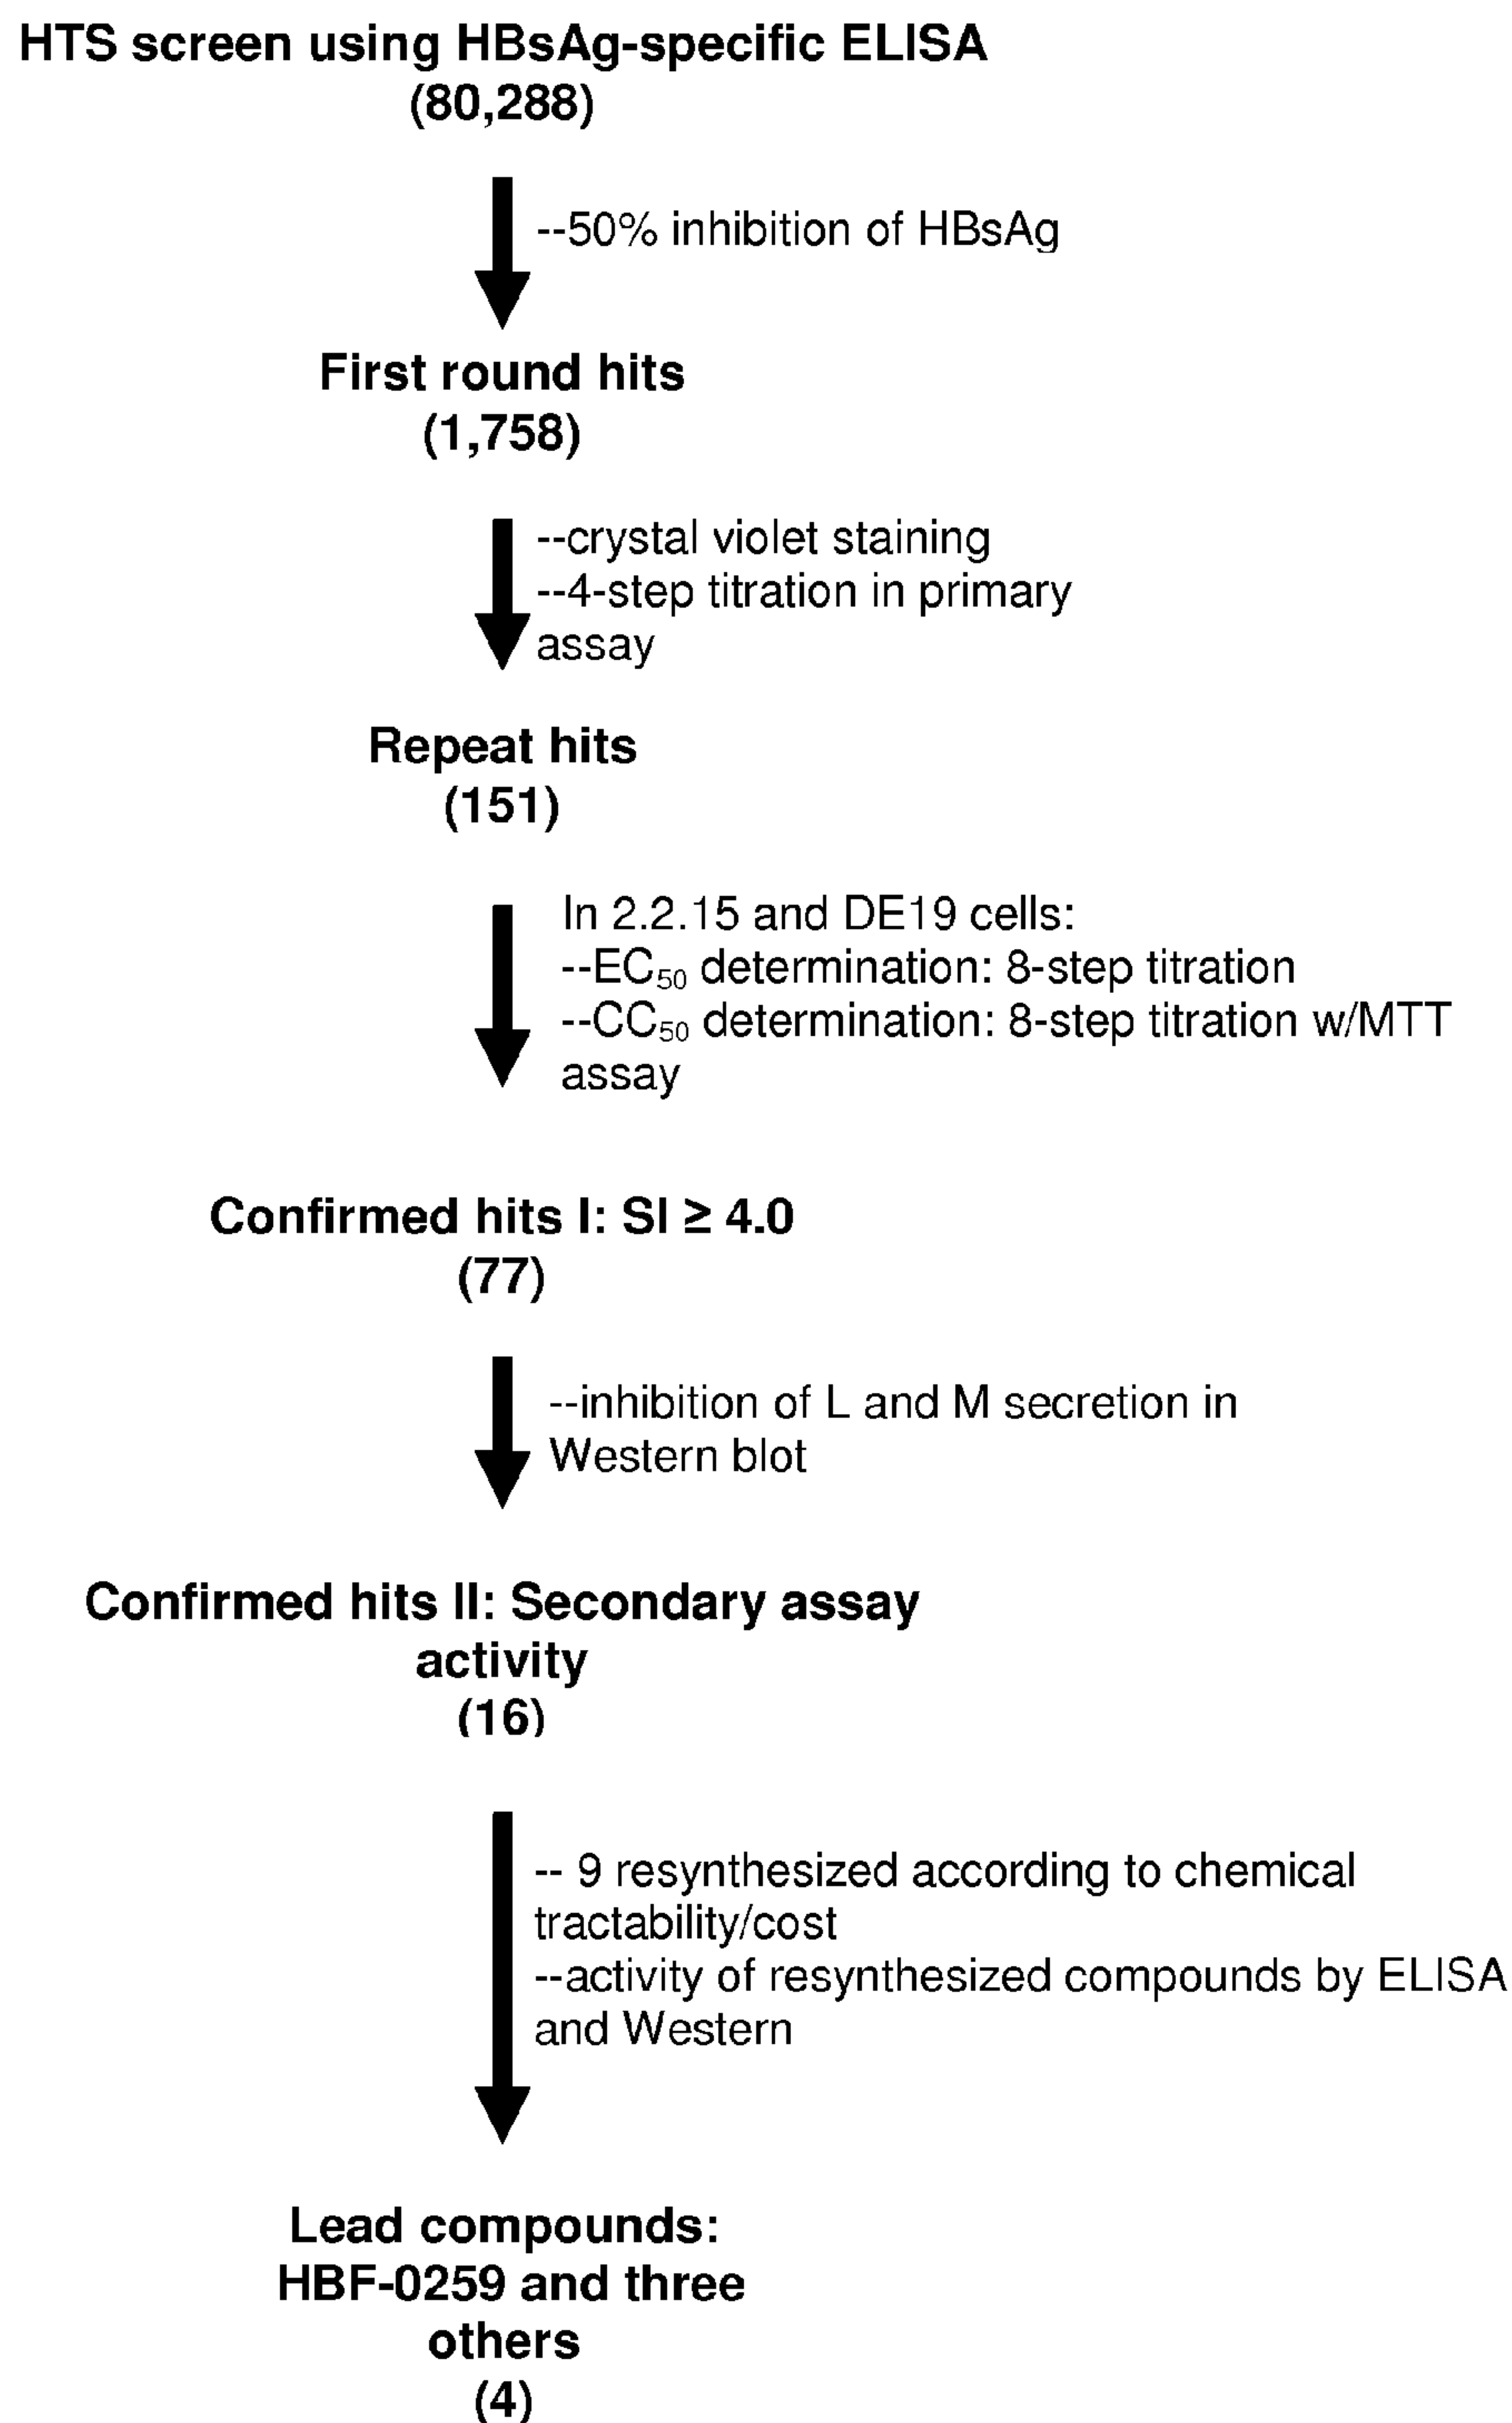 HTS screen using HBsAg-specific ELISA
(80,288)
--50% inhibition of HBsAg
First round hits
(1,758)
--crystal violet staining
--4-step titration in primary
assay
Repeat hits
(151)
In 2.2.15 and DE19 cells:
--EC₅₀ determination: 8-step titration
--CC₅₀ determination: 8-step titration w/MTT
assay
Confirmed hits I: SI ≥ 4.0
(77)
--inhibition of L and M secretion in
Western blot
Confirmed hits II: Secondary assay
activity
(16)
-- 9 resynthesized according to chemical
tractability/cost
--activity of resynthesized compounds by ELISA
and Western
Lead compounds:
HBF-0259 and three
others
(4)